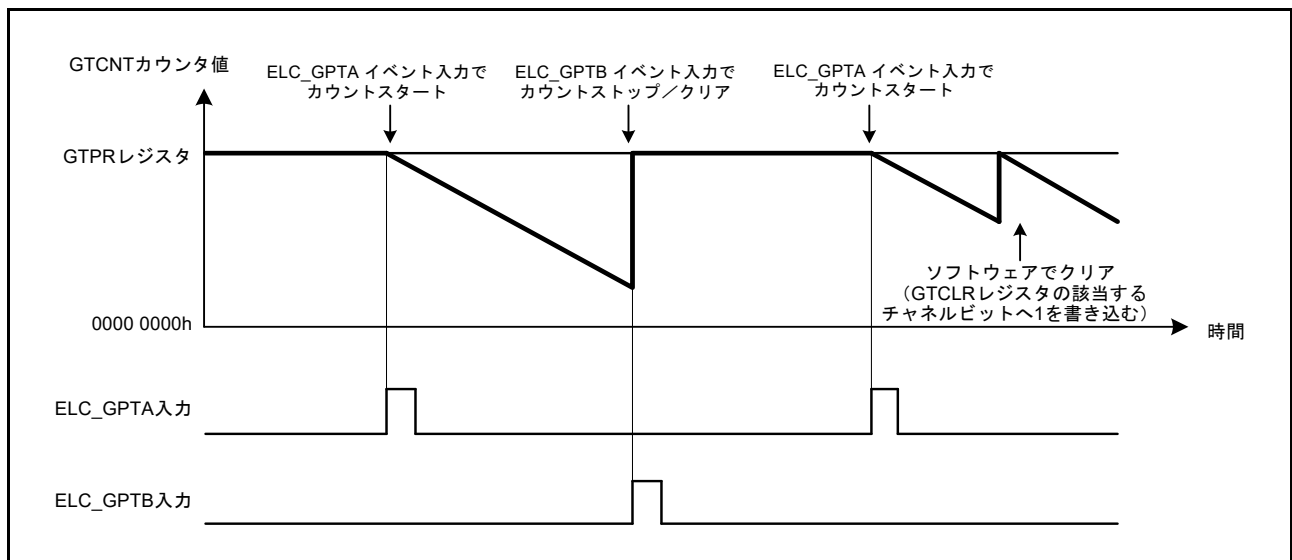 GTCNTカウンタ値
ELC_GPTA イベント入力で
カウントスタート
ELC_GPTB イベント入力で
カウントストップ／クリア
ELC_GPTA イベント入力で
カウントスタート
GTPRレジスタ
ソフトウェアでクリア
（GTCLRレジスタの該当する
チャネルビットへ1を書き込む）
0000 0000h
時間
ELC_GPTA入力
ELC_GPTB入力